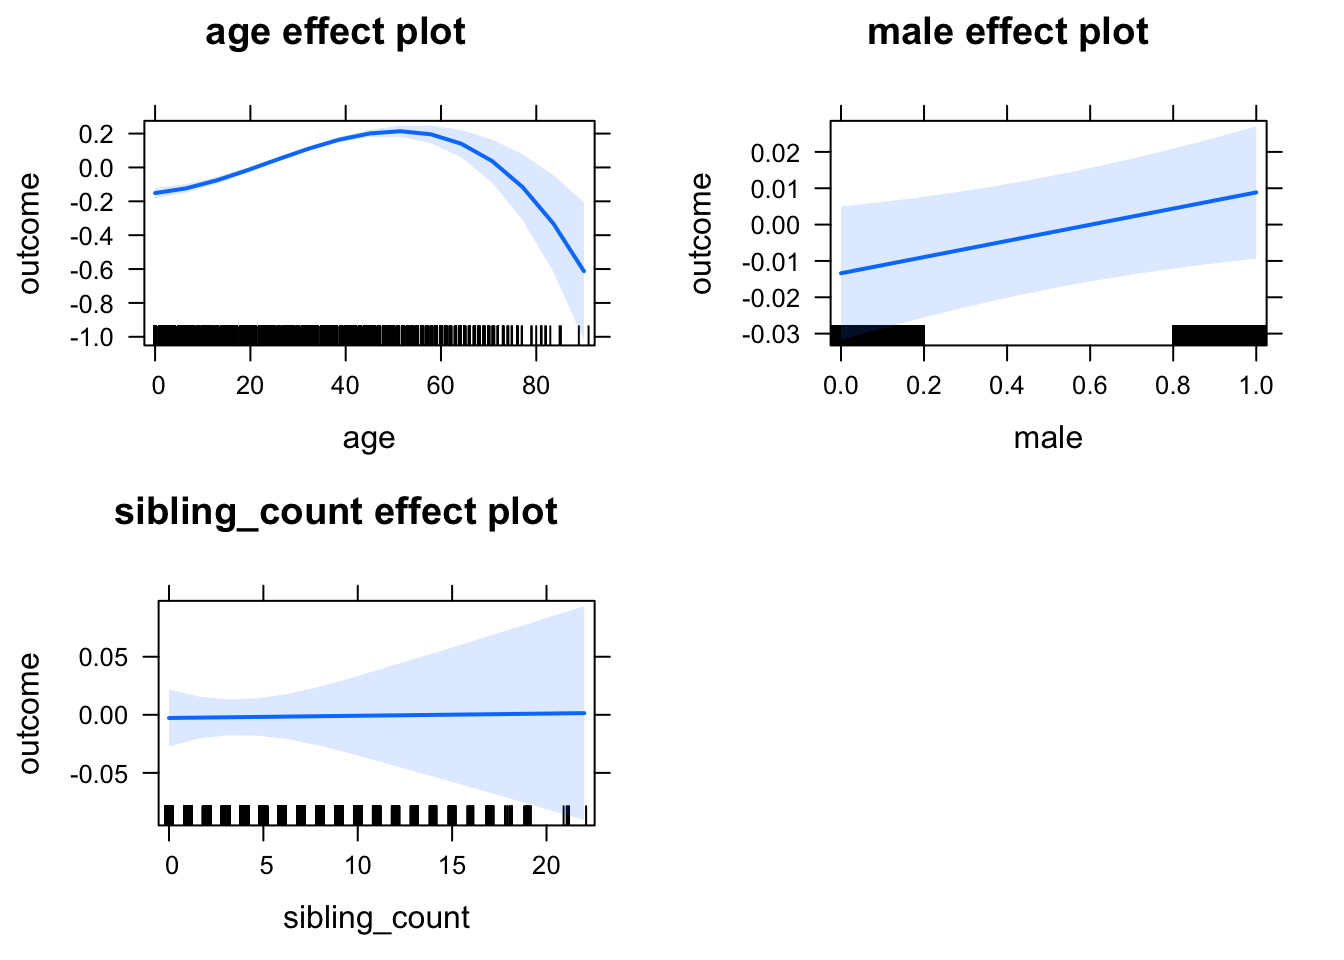 age effect plot
outcome
0.2
0.0
-0.2
-0.4
-0.6
-0.8
-1.0
0 20 40 60 80
age
male effect plot
outcome
0.02
0.01
0.00
-0.01
-0.02
-0.03
0.0 0.2 0.4 0.6 0.8 1.0
male
sibling_count effect plot
outcome
0.05
0.00
-0.05
0 5 10 15 20
sibling_count